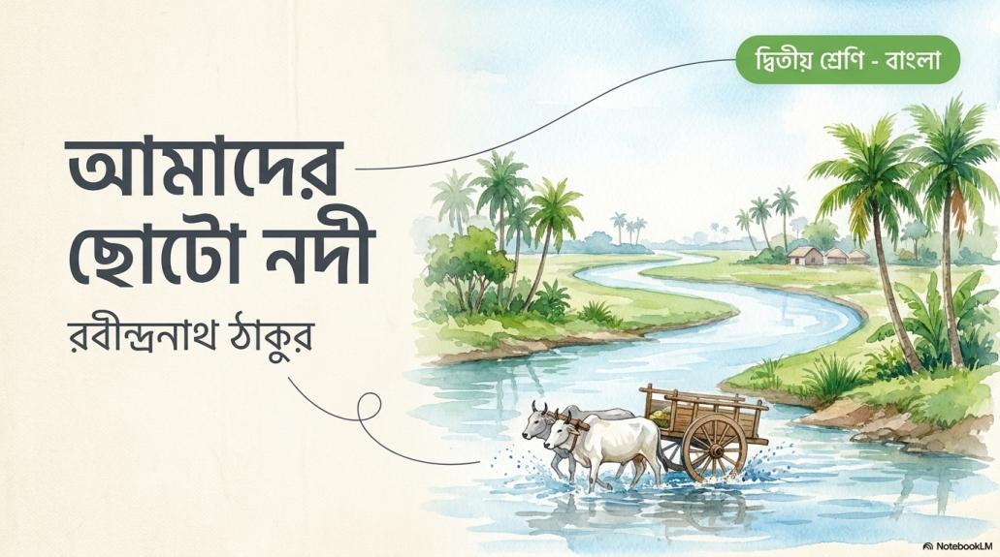 দ্বিতীয় শ্রেণি - বাংলা
আমাদের
ছোটো নদী
রবীন্দ্রনাথ ঠাকুর
NotebookLM